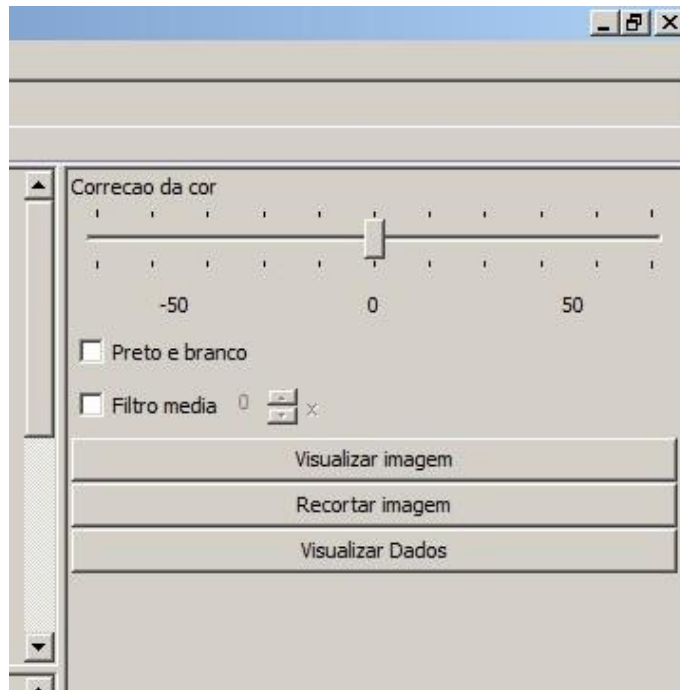 Correcao da cor
-50 0 50
Preto e branco
Filtro media 0 x
Visualizar imagem
Recortar imagem
Visualizar Dados